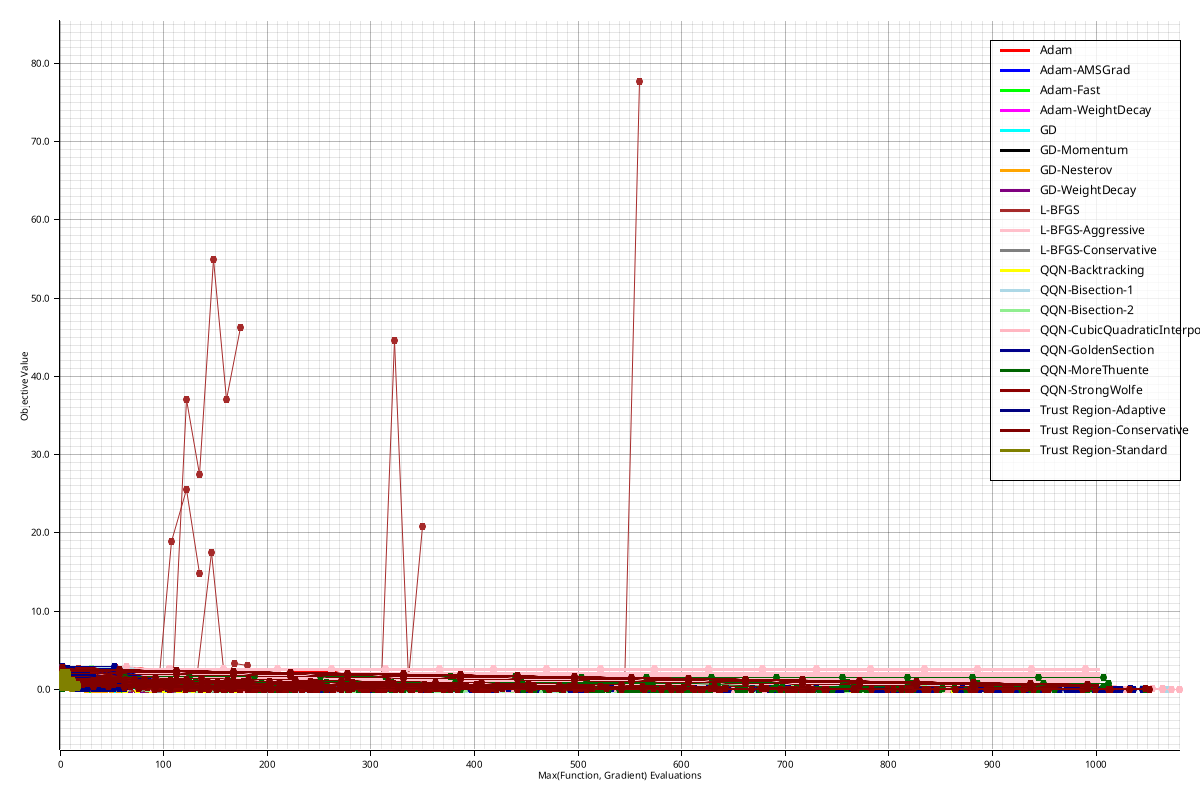 80.0
70.0
60.0
50.0
40.0
30.0
20.0
10.0
0.0
Objective Value
0 100 200 300 400 500 600 700 800 900 1000
Max(Function, Gradient) Evaluations
Adam
Adam-AMSGrad
Adam-Fast
Adam-WeightDecay
GD
GD-Momentum
GD-Nesterov
GD-WeightDecay
L-BFGS
L-BFGS-Aggressive
L-BFGS-Conservative
QQN-Backtracking
QQN-Bisection-1
QQN-Bisection-2
QQN-CubicQuadraticInterpo
QQN-GoldenSection
QQN-MoreThuente
QQN-StrongWolfe
Trust Region-Adaptive
Trust Region-Conservative
Trust Region-Standard